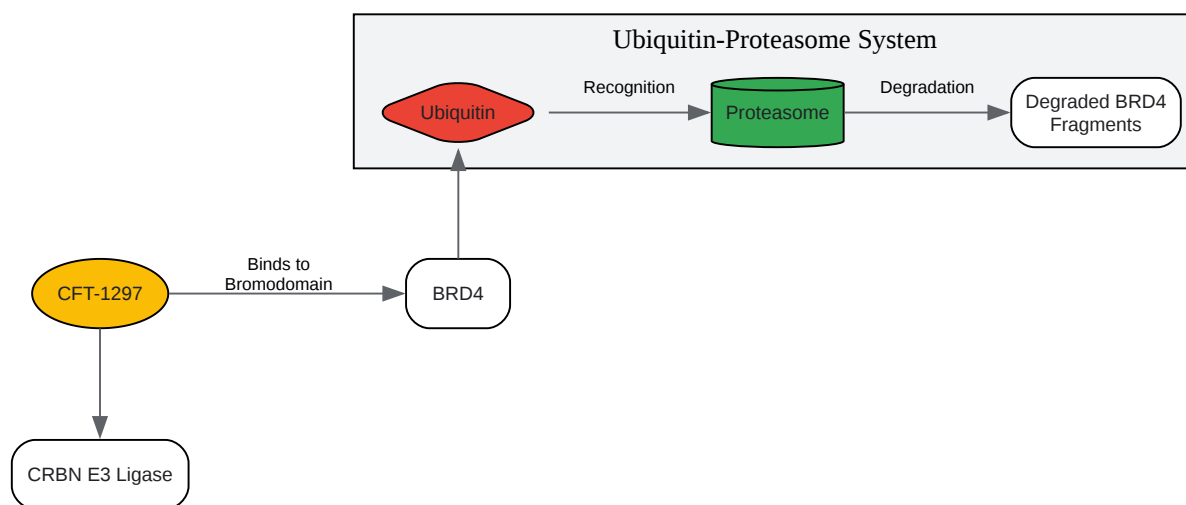 Ubiquitin-Proteasome System
Ubiquitin
Recognition
Proteasome
Degradation
Degraded BRD4
Fragments
CFT-1297
Binds to
Bromodomain
BRD4
CRBN E3 Ligase